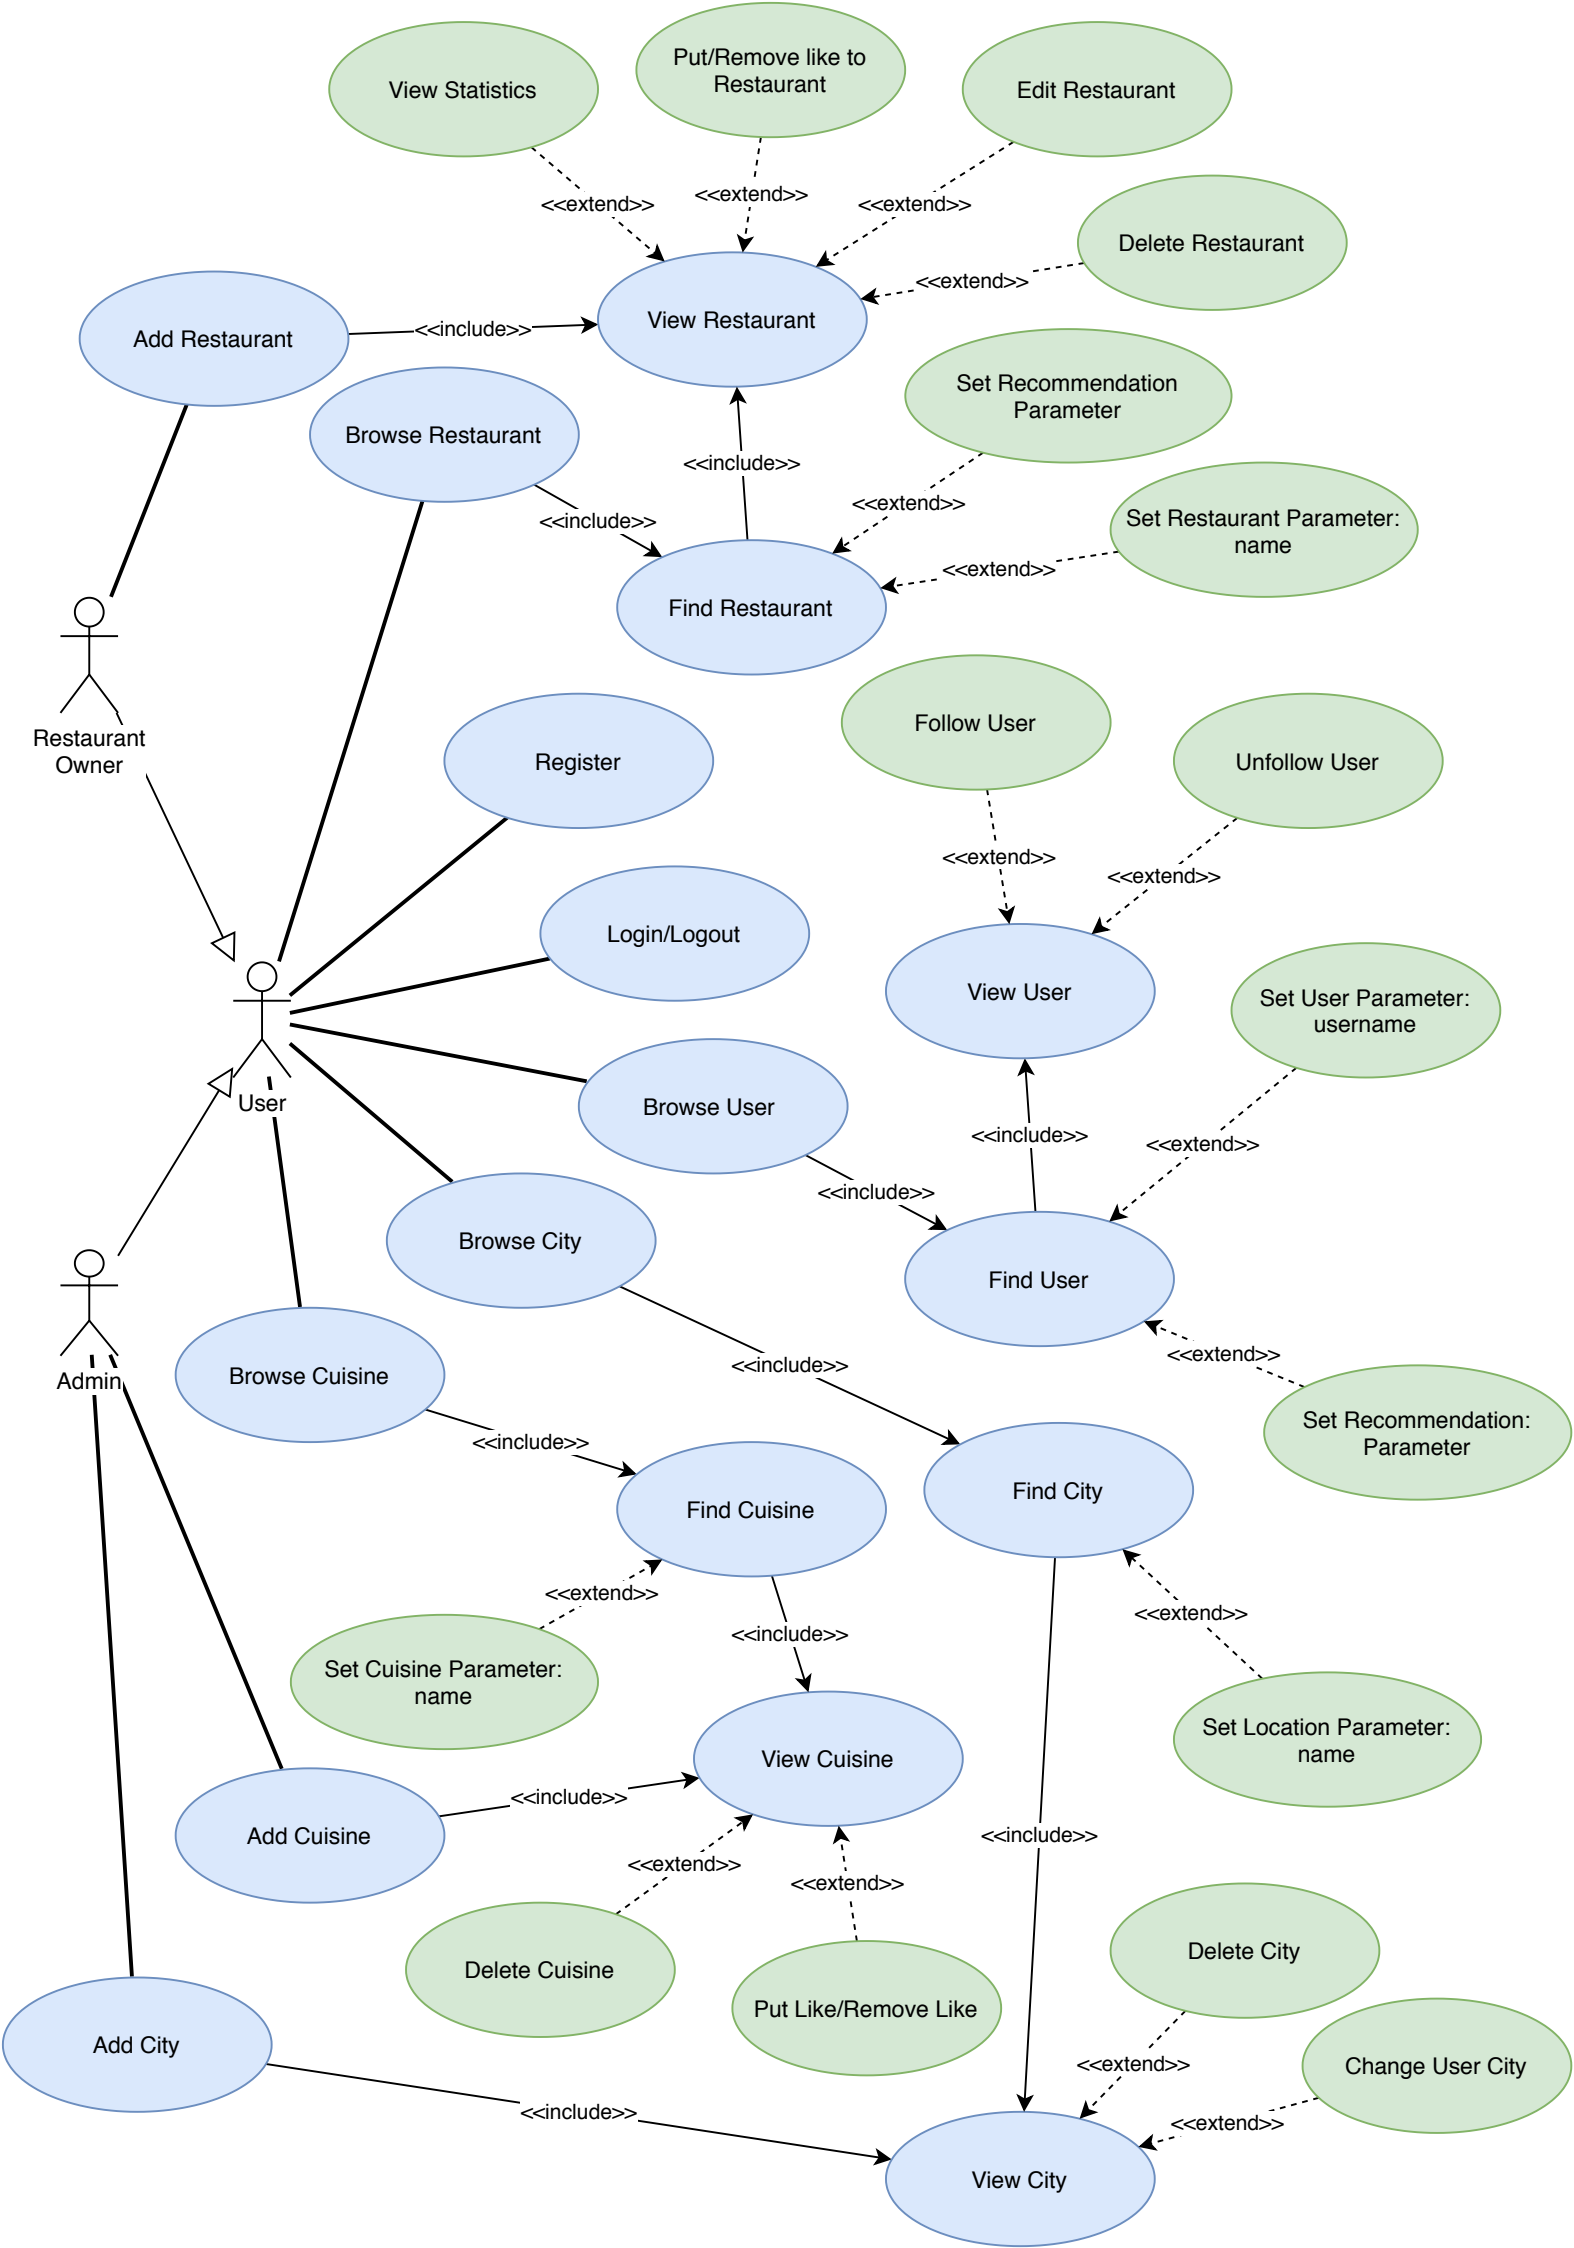 View Statistics
Put/Remove like to
Restaurant
Edit Restaurant
<<extend>>
<<extend>>
<<extend>>
Delete Restaurant
<<extend>>
Add Restaurant
<<include>>
View Restaurant
Browse Restaurant
Set Recommendation
Parameter
<<include>>
<<include>>
<<extend>>
Set Restaurant Parameter:
name
<<extend>>
Find Restaurant
Restaurant
Owner
Register
Follow User
Unfollow User
<<extend>>
<<extend>>
Login/Logout
View User
Set User Parameter:
username
User
Browse User
<<include>>
<<extend>>
<<include>>
Browse City
Find User
<<include>>
<<extend>>
Admin
Browse Cuisine
Set Recommendation:
Parameter
<<include>>
Find Cuisine
Find City
<<extend>>
<<include>>
<<extend>>
Set Cuisine Parameter:
name
Set Location Parameter:
name
View Cuisine
<<include>>
Add Cuisine
<<include>>
<<extend>>
<<extend>>
Delete Cuisine
Put Like/Remove Like
Delete City
Add City
<<extend>>
Change User City
<<include>>
<<extend>>
View City